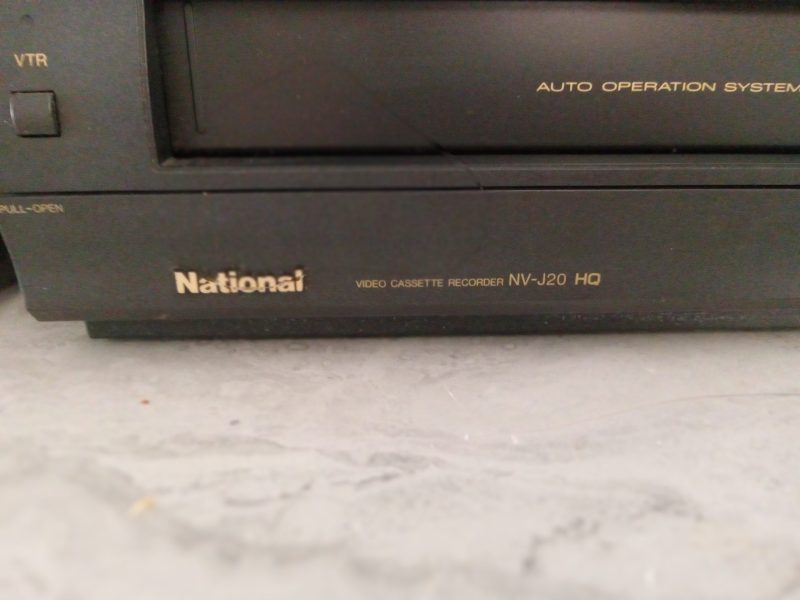 VTR
AUTO OPERATION SYSTEM
PULL-OPEN
National VIDEO CASSETTE RECORDER NV-J20 HQ